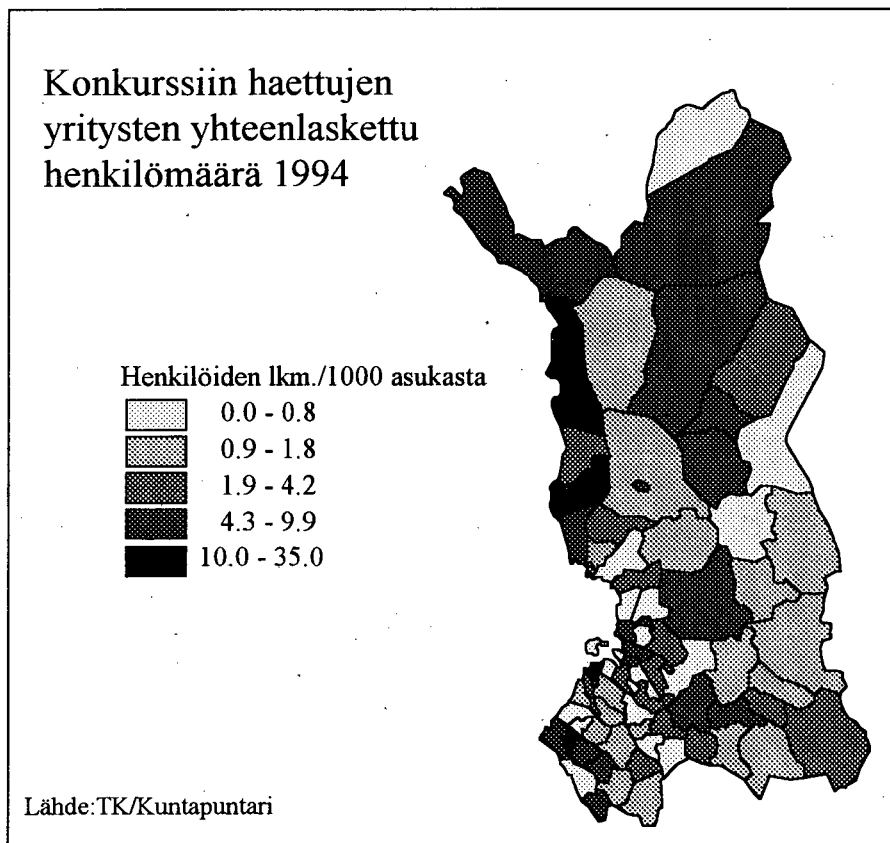 Konkurssiin haettujen
yritysten yhteenlaskettu
henkilömäärä 1994
Henkilöiden lkm./1000 asukasta
0.0 - 0.8
0.9 - 1.8
1.9 - 4.2
4.3 - 9.9
10.0 - 35.0
Lähde:TK/Kuntapuntari